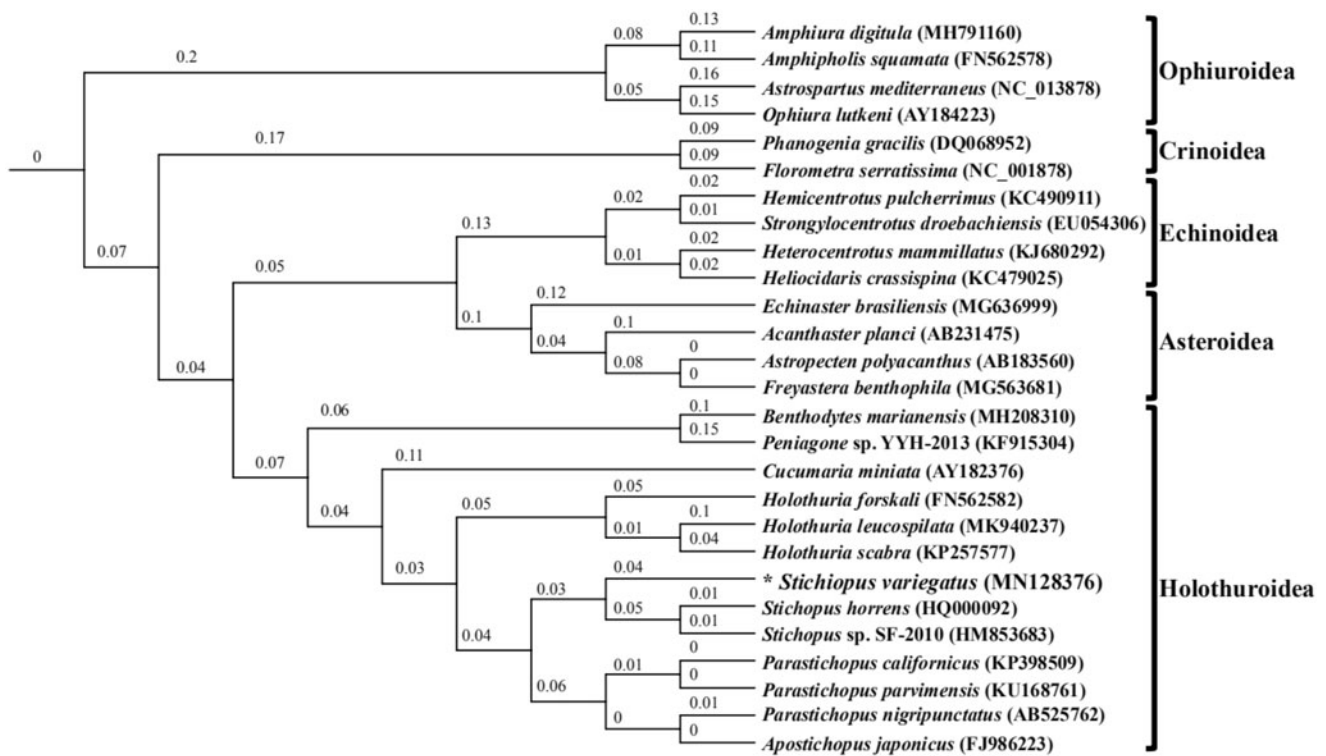 0.13
0.08 Amphiura digitula (MH791160)
0.11
0.2 Amphipholis squamata (FN562578)
0.16
Ophiuroidea
0.05 Astrospartus mediterraneus (NC_013878)
0.15
Ophiura lutkeni (AY184223)
0.09
0.17 Phanogenia gracilis (DQ068952)
Crinoidea
0 0.09
Florometra serratissima (NC_001878)
0.02
0.02 Hemicentrotus pulcherrimus (KC490911)
0.01
0.13 Strongylocentrotus droebachiensis (EU054306)
Echinoidea
0.02
0.07 0.01 Heterocentrotus mammillatus (KJ680292)
0.05 0.02
Heliocidaris crassispina (KC479025)
0.12
Echinaster brasiliensis (MG636999)
0.1 0.1
0.04 Acanthaster planci (AB231475)
Asteroidea
0
0.04 0.08 Astropecten polyacanthus (AB183560)
0
Freyastera benthophila (MG563681)
0.1
0.06 Benthodytes marianensis (MH208310)
0.15
Peniagone sp. YYH-2013 (KF915304)
0.07 0.11
Cucumaria miniata (AY182376)
0.05
0.05 Holothuria forskali (FN562582)
0.04 0.1
0.01 Holothuria leucospilata (MK940237)
0.04
Holothuria scabra (KP257577)
0.03 0.04
* Stichiopus variegatus (MN128376)
Holothuroidea
0.03 0.01
0.05 Stichopus horrens (HQ000092)
0.01
0.04 Stichopus sp. SF-2010 (HM853683)
0
0.01 Parastichopus californicus (KP398509)
0
0.06 Parastichopus parvimensis (KU168761)
0.01
0 Parastichopus nigripunctatus (AB525762)
0
Apostichopus japonicus (FJ986223)